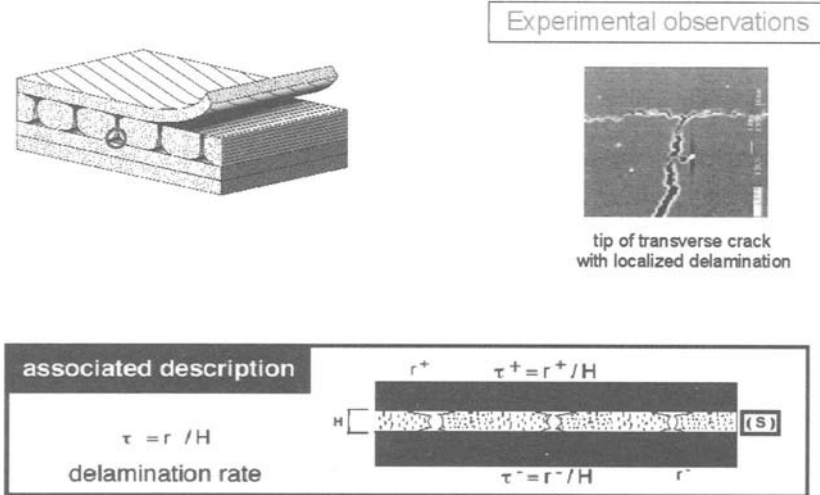 Experimental observations
tip of transverse crack
with localized delamination
associated description
r⁺
τ⁺=r⁺/H
H
(S)
τ =r /H
delamination rate
τ⁻=r⁻/H
r⁻